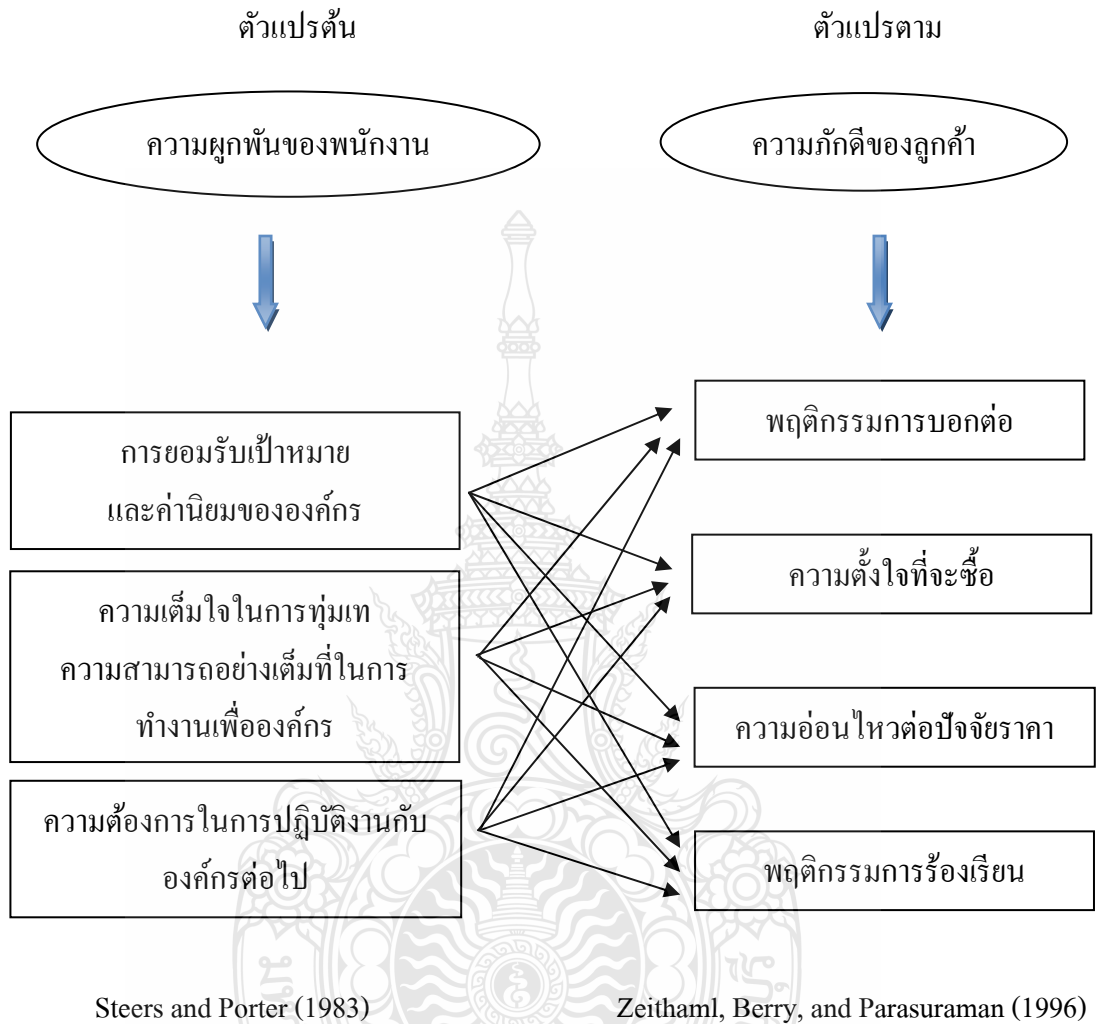 ตัวแปรต้น
ตัวแปรตาม
ความผูกพันของพนักงาน
ความภักดีของลูกค้า
การยอมรับเป้าหมาย
และค่านิยมขององค์กร
ความเต็มใจในการทุ่มเท
ความสามารถอย่างเต็มที่ในการ
ทำงานเพื่อองค์กร
ความต้องการในการปฏิบัติงานกับ
องค์กรต่อไป
พฤติกรรมการบอกต่อ
ความตั้งใจที่จะซื้อ
ความอ่อนไหวต่อปัจจัยราคา
พฤติกรรมการร้องเรียน
Steers and Porter (1983)
Zeithaml, Berry, and Parasuraman (1996)